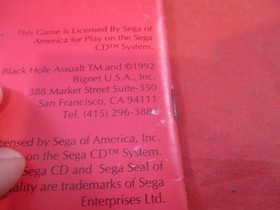 This Game is Licensed By Sega of
America for Play on the Sega
CD™ System.
Black Hole Assualt TM and ©1992
Bignet U.S.A., Inc.
388 Market Street Suite-350
San Francisco, CA 94111
Tel. (415) 296-388
censed by Sega of America, Inc.
on the Sega CD™ System.
Sega CD and Sega Seal of
ality are trademarks of Sega
Enterprises Ltd.